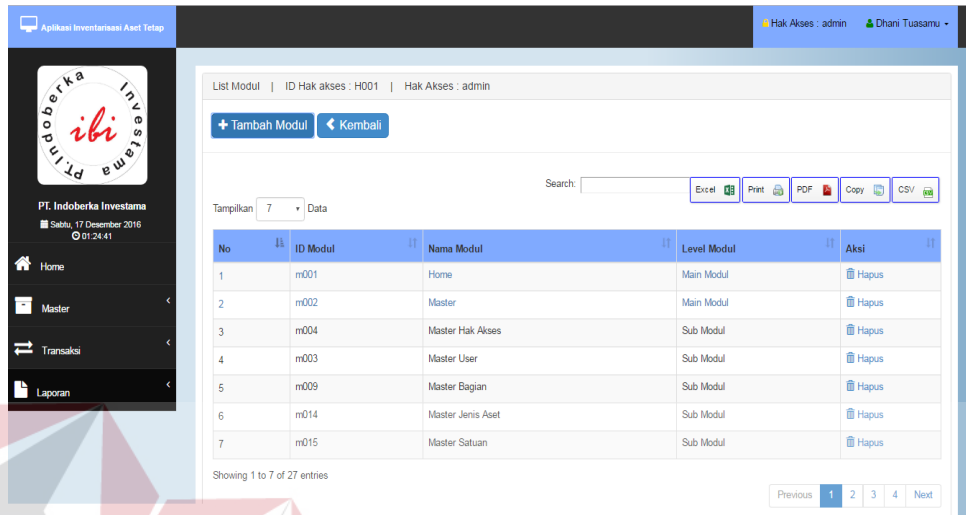 Aplikasi Inventarisasi Aset Tetap
Hak Akses : admin
Dhani Tuasamu
PT. Indoberka Investama
ibi
PT. Indoberka Investama
Sabtu, 17 Desember 2016
01:24:41
Home
Master
Transaksi
Laporan
List Modul | ID Hak akses : H001 | Hak Akses : admin
Tambah Modul
Kembali
Search:
Excel
Print
PDF
Copy
CSV
Tampilkan 7 Data
No ID Modul Nama Modul Level Modul Aksi
1 m001 Home Main Modul Hapus
2 m002 Master Main Modul Hapus
3 m004 Master Hak Akses Sub Modul Hapus
4 m003 Master User Sub Modul Hapus
5 m009 Master Bagian Sub Modul Hapus
6 m014 Master Jenis Aset Sub Modul Hapus
7 m015 Master Satuan Sub Modul Hapus
Showing 1 to 7 of 27 entries
Previous 1 2 3 4 Next